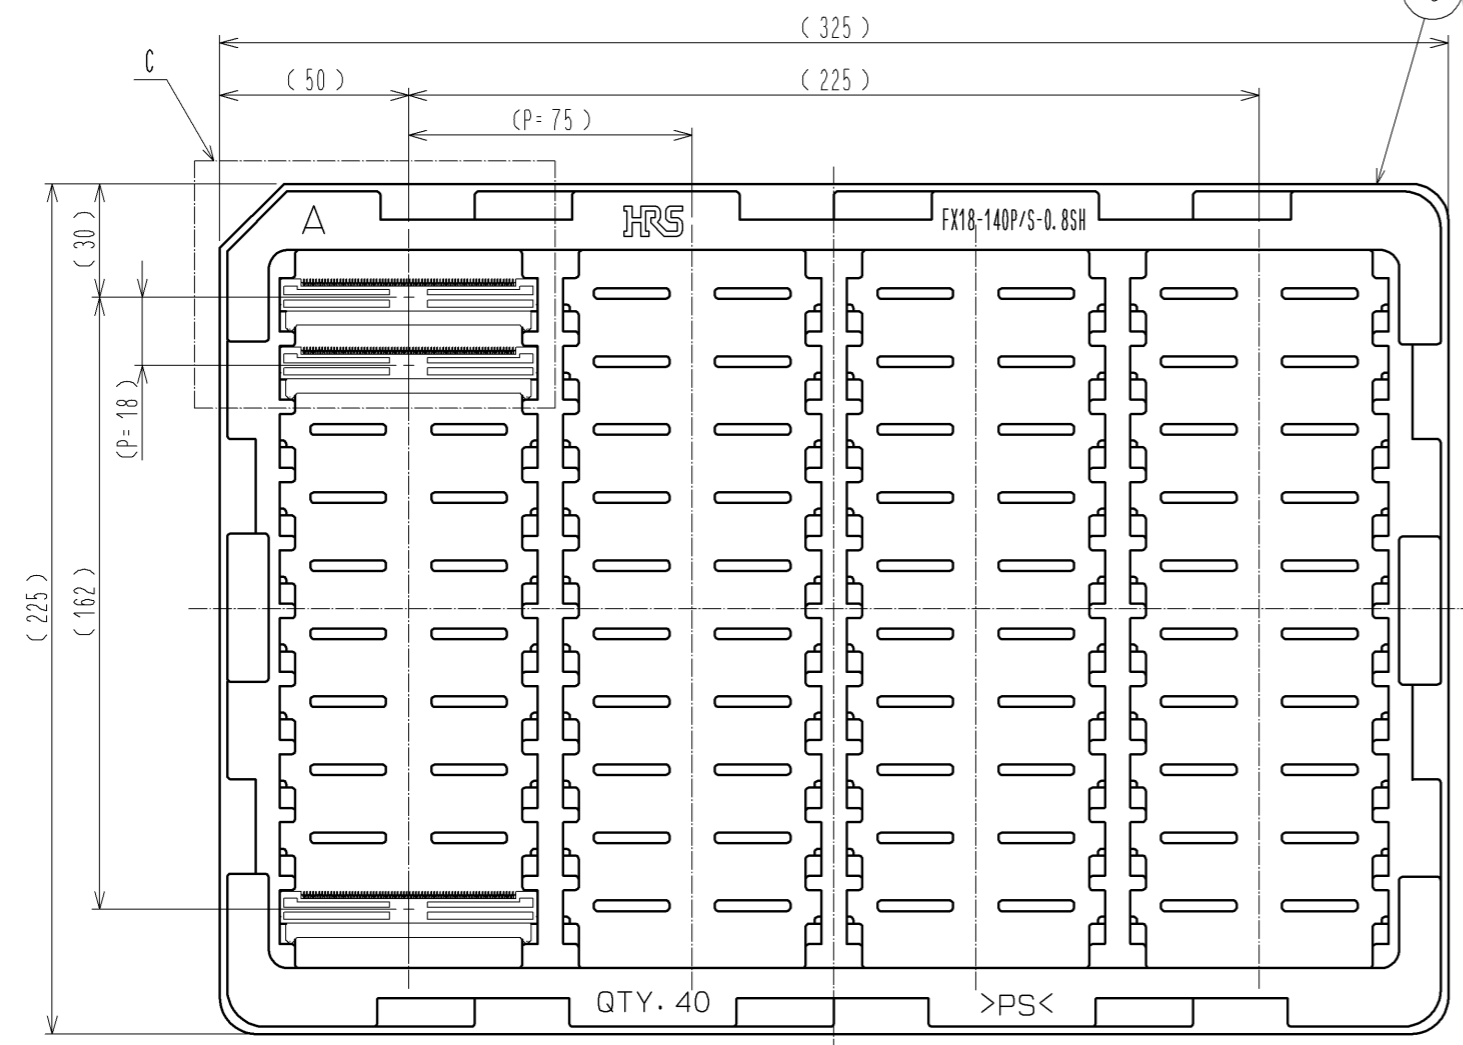 ( 325 )
C
( 50 )
( 225 )
(P=75 )
A
HRS
FX18-140P/S-0.8SH
( 30 )
(P=18 )
( 162 )
( 225 )
QTY. 40
>PS<